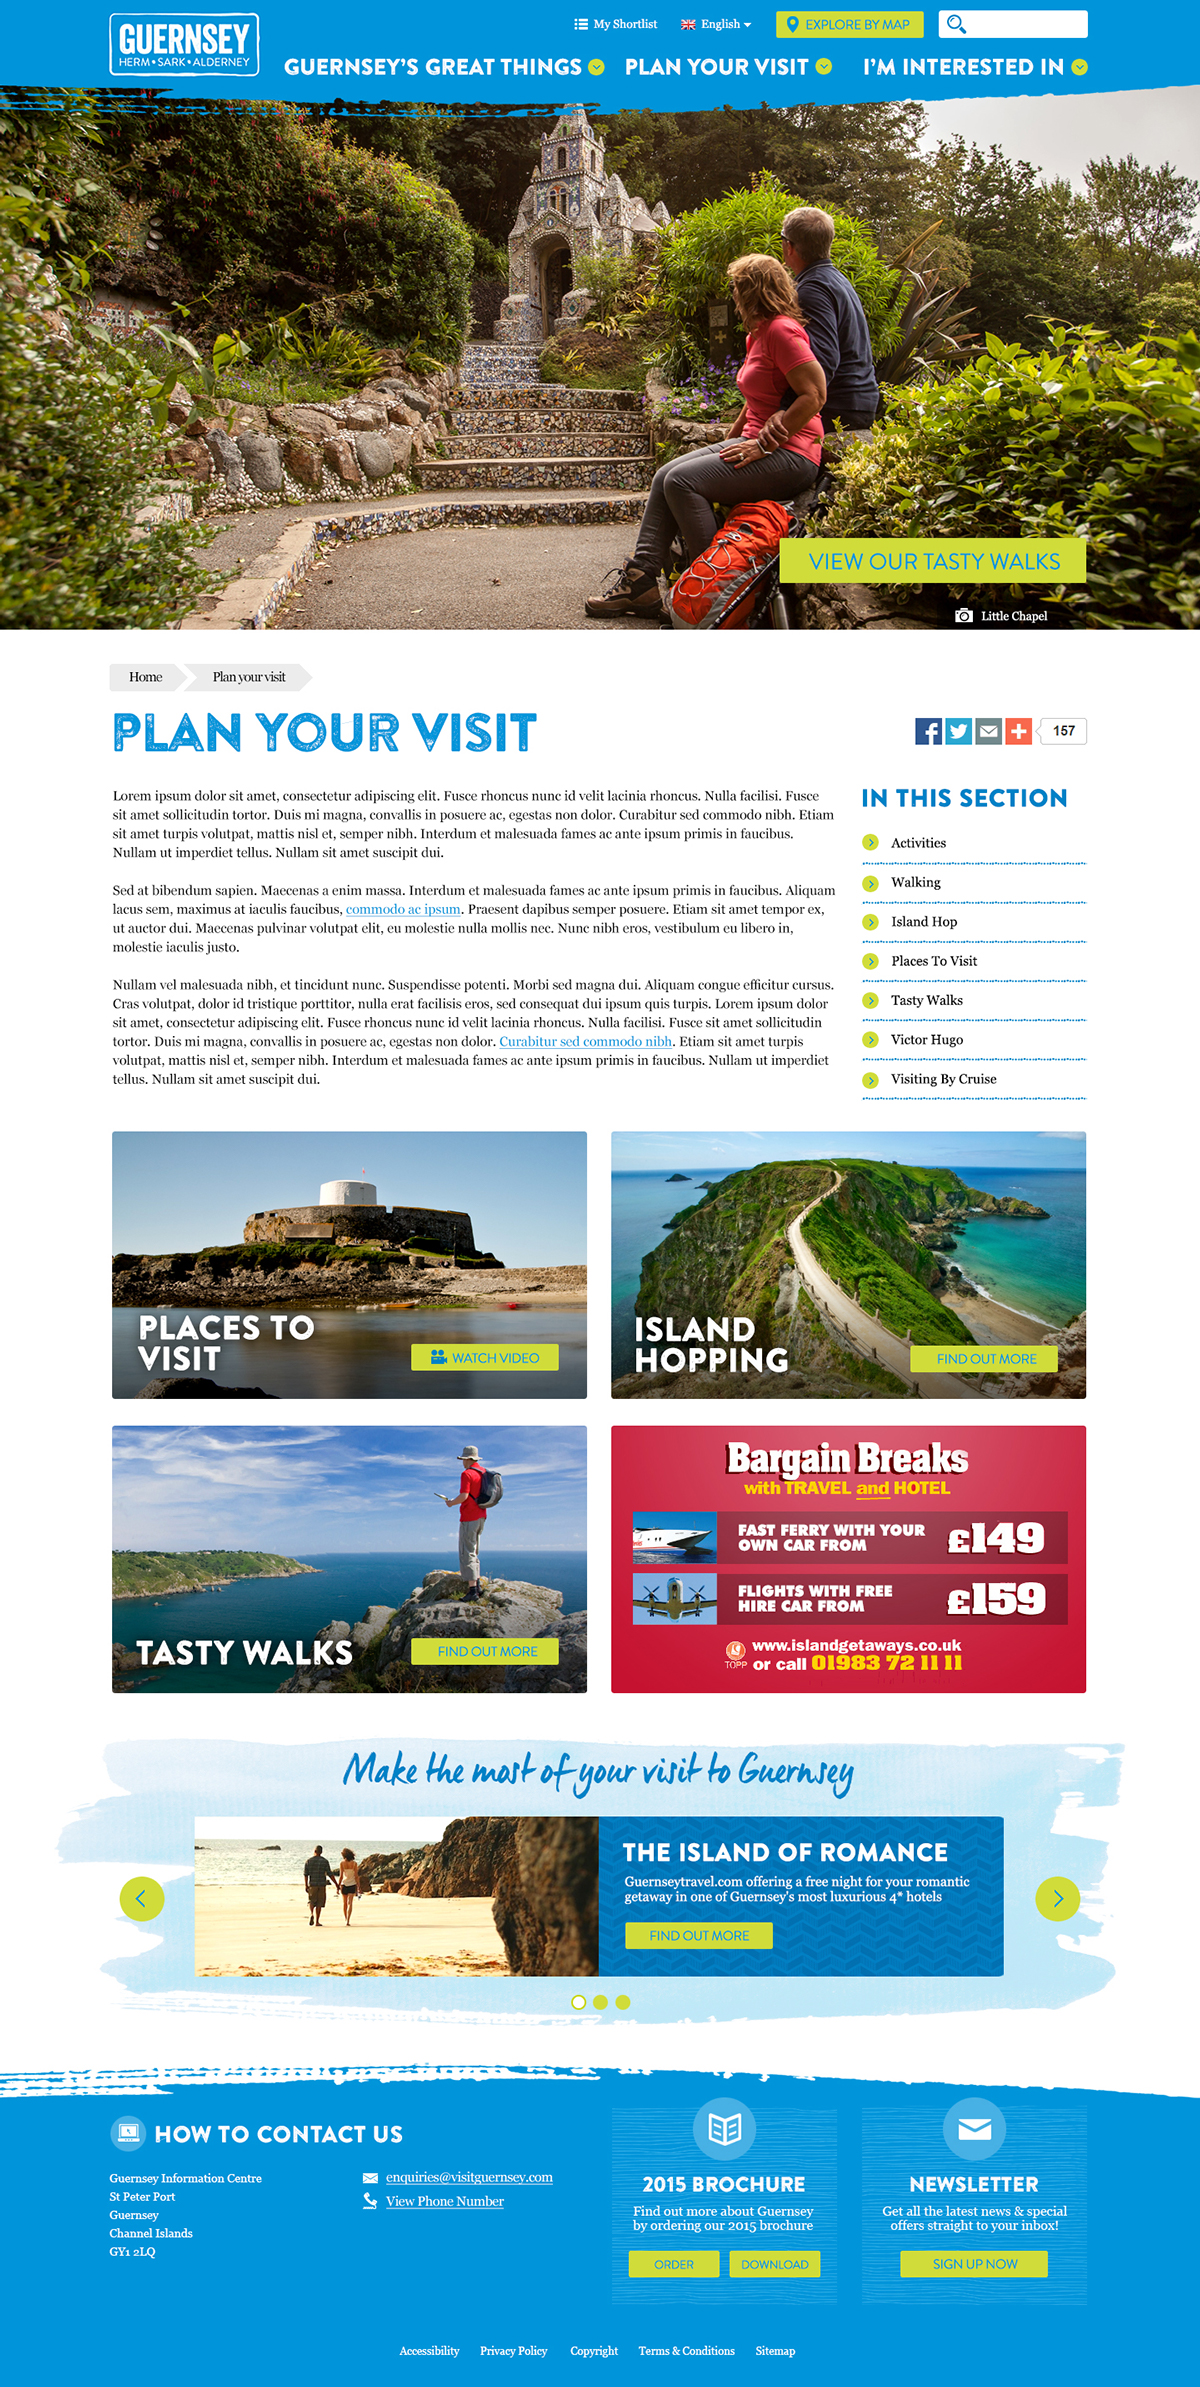 GUERNSEY
HERM • SARK • ALDERNEY
My Shortlist
English
EXPLORE BY MAP
GUERNSEY'S GREAT THINGS
PLAN YOUR VISIT
I'M INTERESTED IN
VIEW OUR TASTY WALKS
Little Chapel
Home
Plan your visit
PLAN YOUR VISIT
157
Lorem ipsum dolor sit amet, consectetur adipiscing elit. Fusce rhoncus nunc id velit lacinia rhoncus. Nulla facilisi. Fusce
sit amet sollicitudin tortor. Duis mi magna, convallis in posuere ac, egestas non dolor. Curabitur sed commodo nibh. Etiam
sit amet turpis volutpat, mattis nisl et, semper nibh. Interdum et malesuada fames ac ante ipsum primis in faucibus.
Nullam ut imperdiet tellus. Nullam sit amet suscipit dui.
Sed at bibendum sapien. Maecenas a enim massa. Interdum et malesuada fames ac ante ipsum primis in faucibus. Aliquam
lacus sem, maximus at iaculis faucibus, commodo ac ipsum. Praesent dapibus semper posuere. Etiam sit amet tempor ex,
ut auctor dui. Maecenas pulvinar volutpat elit, eu molestie nulla mollis nec. Nunc nibh eros, vestibulum eu libero in,
molestie iaculis justo.
Nullam vel malesuada nibh, et tincidunt nunc. Suspendisse potenti. Morbi sed magna dui. Aliquam congue efficitur cursus.
Cras volutpat, dolor id tristique porttitor, nulla erat facilisis eros, sed consequat dui ipsum quis turpis. Lorem ipsum dolor
sit amet, consectetur adipiscing elit. Fusce rhoncus nunc id velit lacinia rhoncus. Nulla facilisi. Fusce sit amet sollicitudin
tortor. Duis mi magna, convallis in posuere ac, egestas non dolor. Curabitur sed commodo nibh. Etiam sit amet turpis
volutpat, mattis nisl et, semper nibh. Interdum et malesuada fames ac ante ipsum primis in faucibus. Nullam ut imperdiet
tellus. Nullam sit amet suscipit dui.
IN THIS SECTION
Activities
Walking
Island Hop
Places To Visit
Tasty Walks
Victor Hugo
Visiting By Cruise
PLACES TO
VISIT
WATCH VIDEO
ISLAND
HOPPING
FIND OUT MORE
TASTY WALKS
FIND OUT MORE
Bargain Breaks
with TRAVEL and HOTEL
FAST FERRY WITH YOUR
OWN CAR FROM
£149
FLIGHTS WITH FREE
HIRE CAR FROM
£159
TOPP
www.islandgetaways.co.uk
or call 01983 72 11 11
Make the most of your visit to Guernsey
THE ISLAND OF ROMANCE
Guernseytravel.com offering a free night for your romantic
getaway in one of Guernsey's most luxurious 4* hotels
FIND OUT MORE
HOW TO CONTACT US
Guernsey Information Centre
St Peter Port
Guernsey
Channel Islands
GY1 2LQ
enquiries@visitguernsey.com
View Phone Number
2015 BROCHURE
Find out more about Guernsey
by ordering our 2015 brochure
ORDER
DOWNLOAD
NEWSLETTER
Get all the latest news & special
offers straight to your inbox!
SIGN UP NOW
Accessibility
Privacy Policy
Copyright
Terms & Conditions
Sitemap